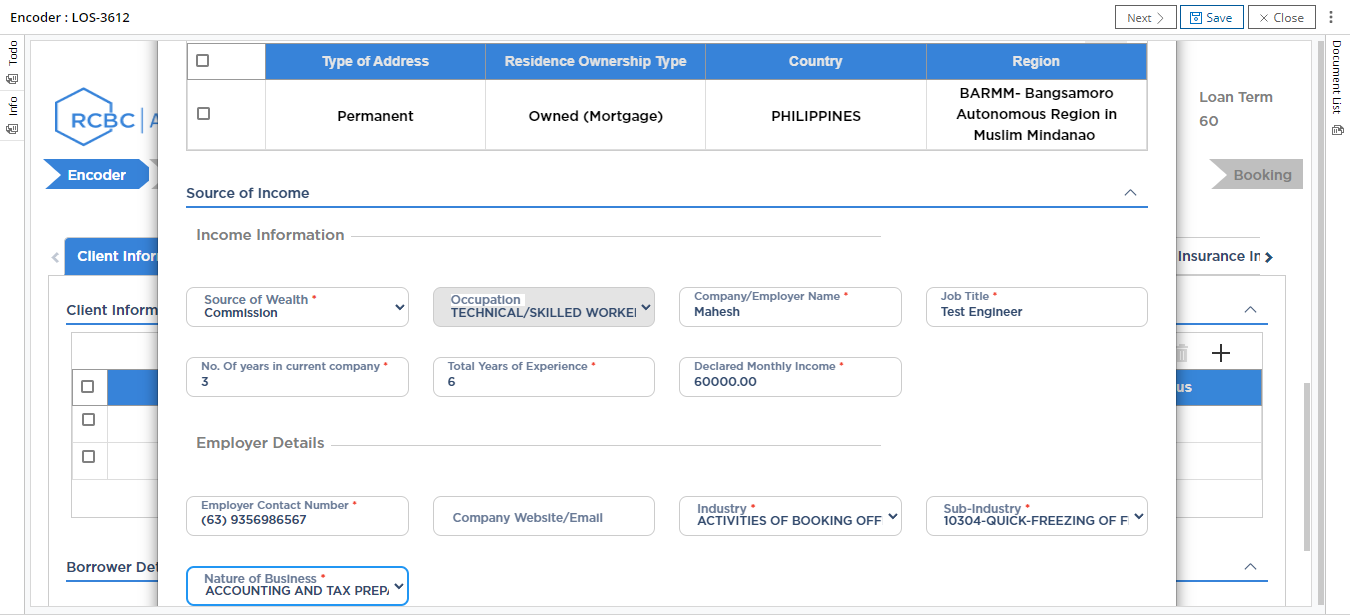 Encoder : LOS-3612
Next
Save
Close
Todo
Info
Document List
RCBC
Loan Term
60
Encoder
Booking
Type of Address
Residence Ownership Type
Country
Region
Permanent
Owned (Mortgage)
PHILIPPINES
BARMM- Bangsamoro
Autonomous Region in
Muslim Mindanao
Source of Income
Income Information
Client Infor
Insurance In
Client Inform
us
Borrower Det
Source of Wealth *
Commission
Occupation
TECHNICAL/SKILLED WORKE
Company/Employer Name *
Mahesh
Job Title *
Test Engineer
No. Of years in current company *
3
Total Years of Experience *
6
Declared Monthly Income *
60000.00
Employer Details
Employer Contact Number *
(63) 9356986567
Company Website/Email
Industry *
ACTIVITIES OF BOOKING OFF
Sub-Industry *
10304-QUICK-FREEZING OF F
Nature of Business *
ACCOUNTING AND TAX PREP